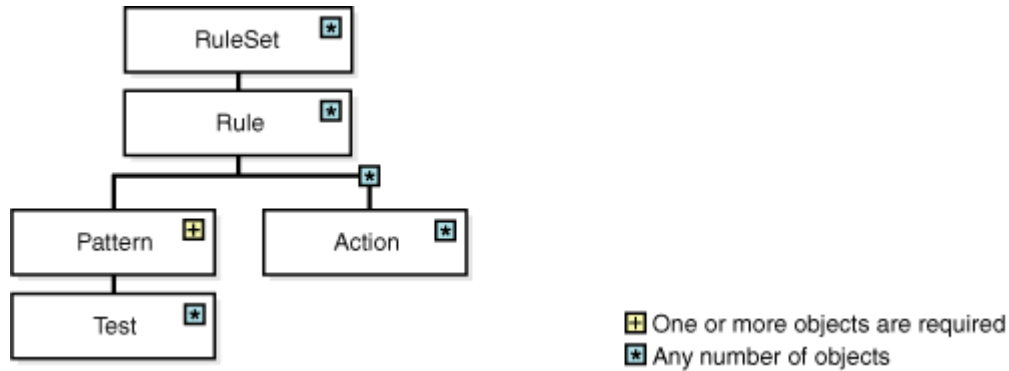 RuleSet
Rule
Pattern
Action
Test
One or more objects are required
Any number of objects